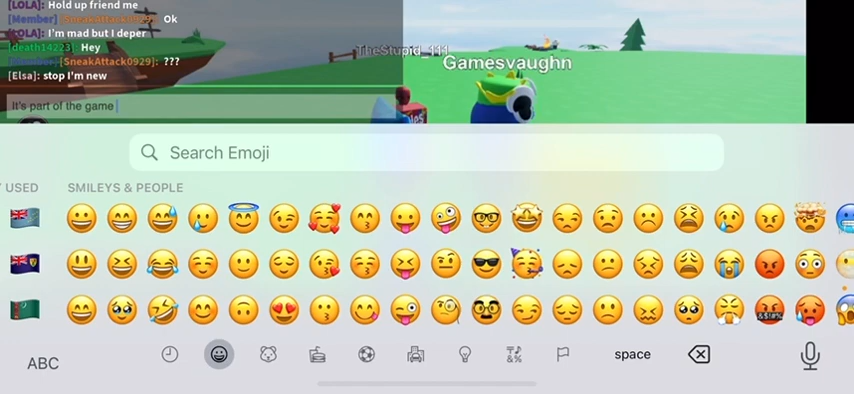 [LOLA]: Hold up friend me
[Member] [SneakAttack0929]: Ok
[LOLA]: I'm mad but I deper
[death14223]: Hey
[Member] [SneakAttack0929]: ???
[Elsa]: stop I'm new
TheStupid_111
Gamesvaughn
It's part of the game
Search Emoji
USED
SMILEYS & PEOPLE
&$!#%
ABC
space